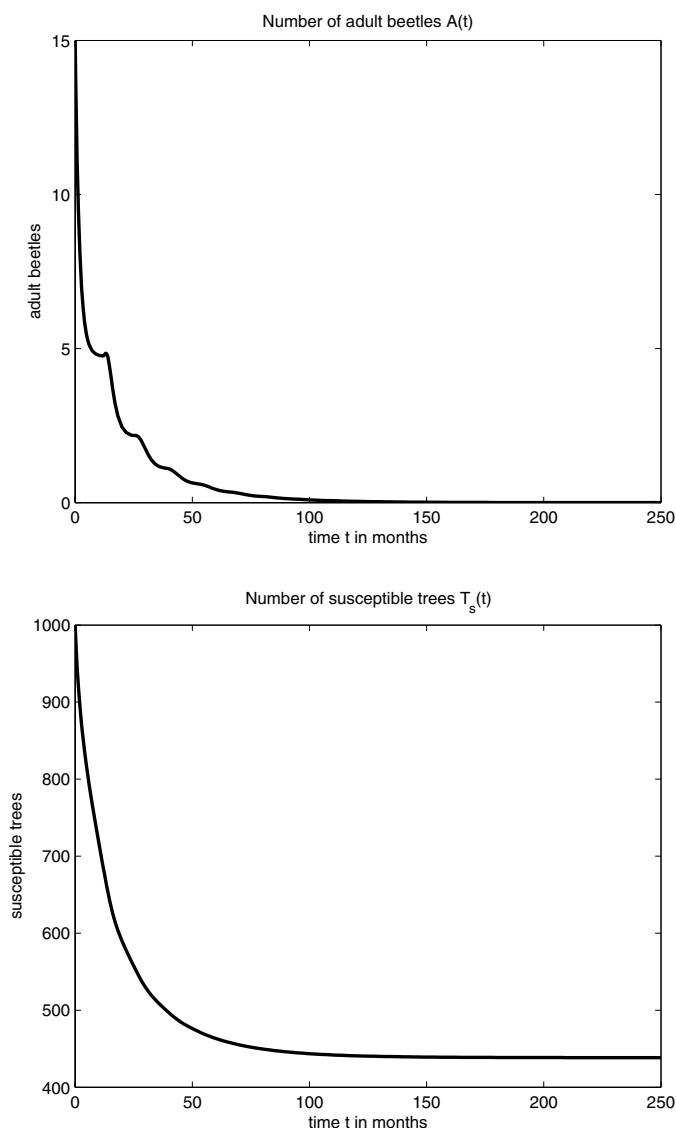 Number of adult beetles A(t)
15
10
5
0
adult beetles
0 50 100 150 200 250
time t in months
Number of susceptible trees T_s(t)
1000
900
800
700
600
500
400
susceptible trees
0 50 100 150 200 250
time t in months